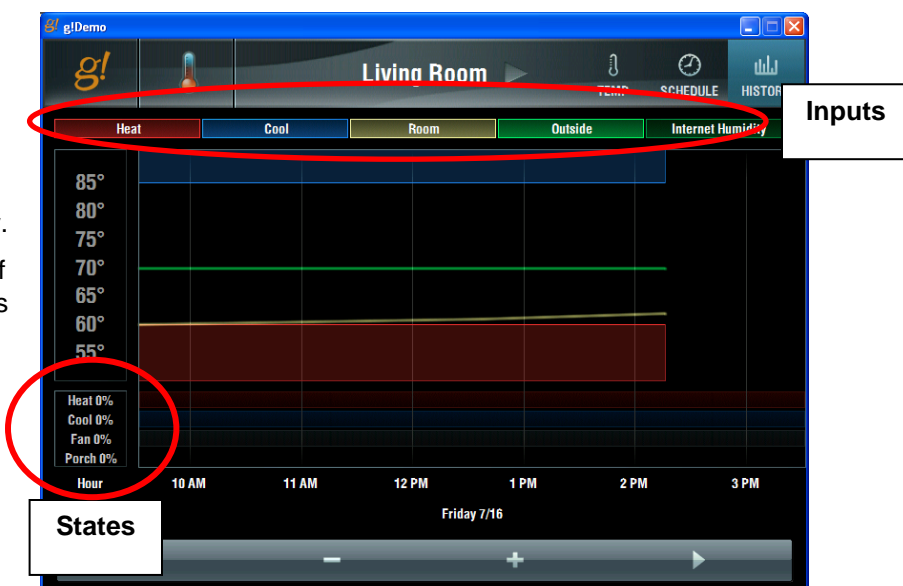 g! g!Demo
g! Living Room TEMP SCHEDULE HISTOR
Inputs
Heat Cool Room Outside Internet Humidity
85°
80°
.
75°
f
70°
s
65°
60°
55°
Heat 0%
Cool 0%
Fan 0%
Porch 0%
Hour 10 AM 11 AM 12 PM 1 PM 2 PM 3 PM
Friday 7/16
States